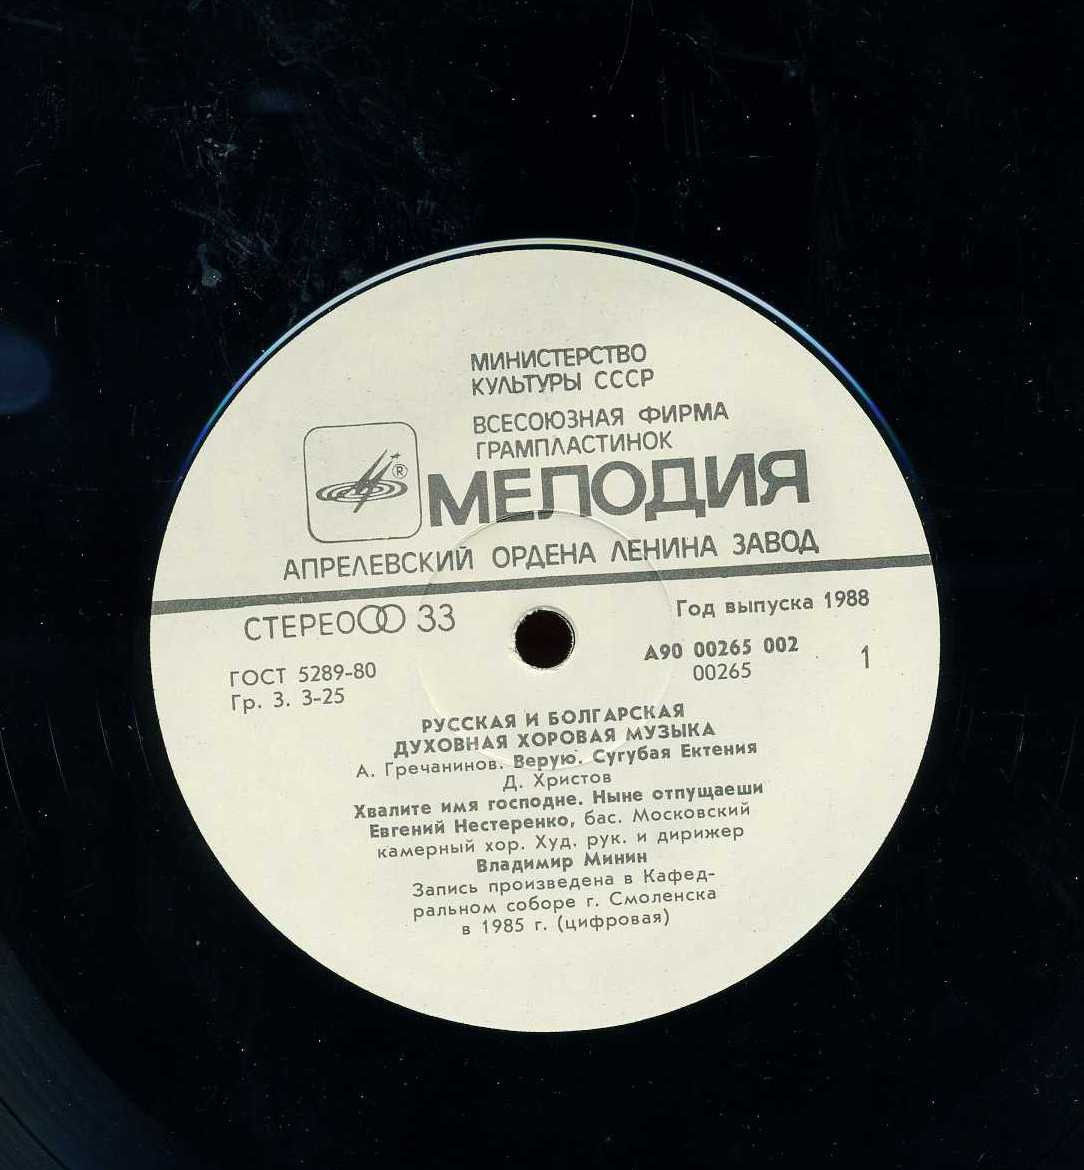 МИНИСТЕРСТВО
КУЛЬТУРЫ СССР
ВСЕСОЮЗНАЯ ФИРМА
ГРАМПЛАСТИНОК
®
МЕЛОДИЯ
АПРЕЛЕВСКИЙ ОРДЕНА ЛЕНИНА ЗАВОД
СТЕРЕО 33
Год выпуска 1988
ГОСТ 5289-80
Гр. 3. 3-25
А90 00265 002
00265
1
РУССКАЯ И БОЛГАРСКАЯ
ДУХОВНАЯ ХОРОВАЯ МУЗЫКА
А. Гречанинов. Верую. Сугубая Ектения
Д. Христов
Хвалите имя господне. Ныне отпущаеши
Евгений Нестеренко, бас. Московский
камерный хор. Худ. рук. и дирижер
Владимир Минин
Запись произведена в Кафед-
ральном соборе г. Смоленска
в 1985 г. (цифровая)